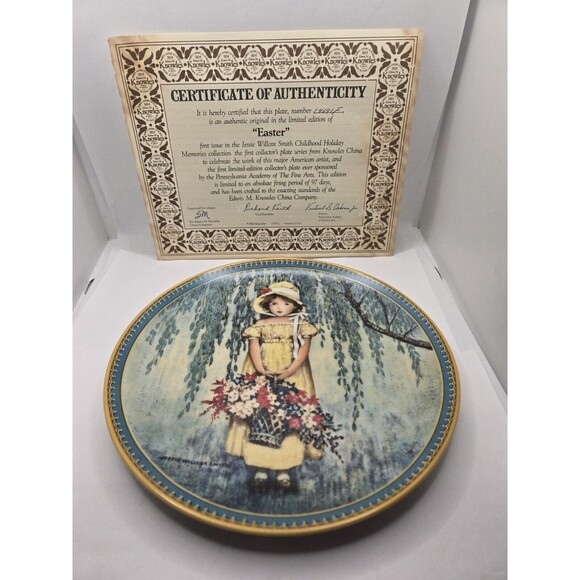 CERTIFICATE OF AUTHENTICITY
It is hereby certified that this plate, number
is an authentic original in the limited edition of
"Easter"
first issue in the Jessie Willcox Smith Childhood Holiday
Memories collection, the first collector's plate series from Knowles China
to celebrate the work of this major American artist, and
the first limited-edition collector's plate ever sponsored by
the Pennsylvania Academy of The Fine Arts. This edition
is limited to an absolute firing period of 97 days,
and has been crafted to the exacting standards of the
Edwin M. Knowles China Company.
SM
Knowles
JESSIE WILLCOX SMITH